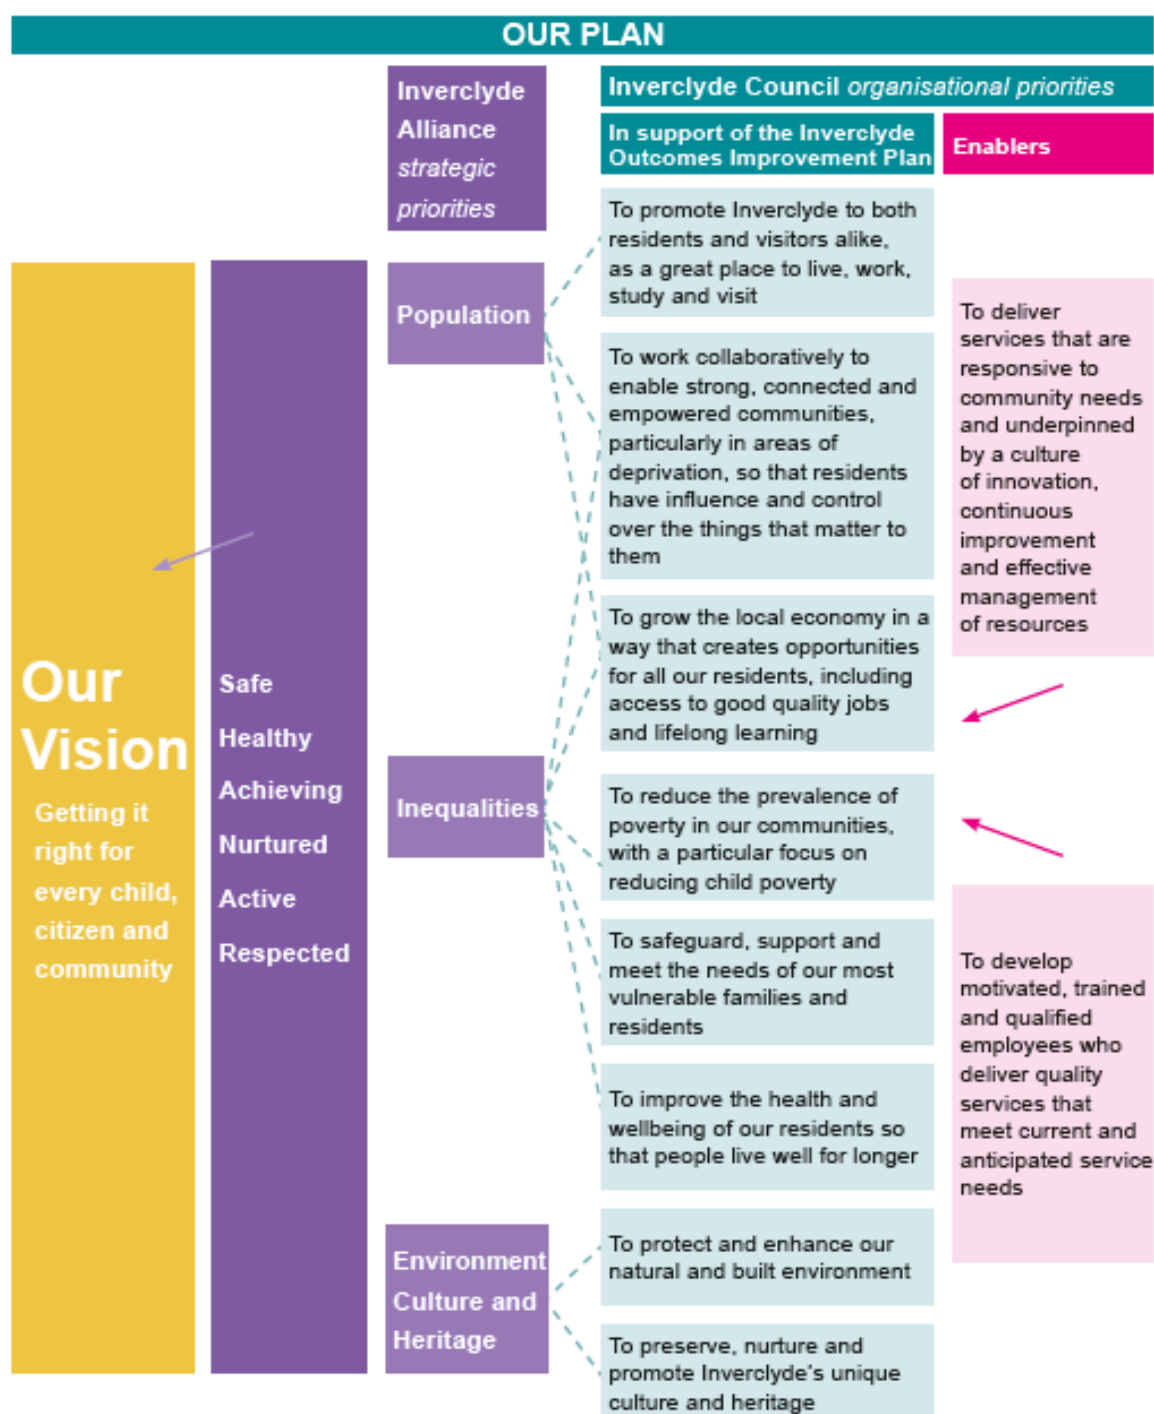 OUR PLAN
Inverclyde
Alliance
strategic
priorities
Inverclyde Council organisational priorities
In support of the Inverclyde
Outcomes Improvement Plan
Enablers
Our
Vision
Getting it
right for
every child,
citizen and
community
Safe
Healthy
Achieving
Nurtured
Active
Respected
Population
Inequalities
Environment
Culture and
Heritage
To promote Inverclyde to both
residents and visitors alike,
as a great place to live, work,
study and visit
To work collaboratively to
enable strong, connected and
empowered communities,
particularly in areas of
deprivation, so that residents
have influence and control
over the things that matter to
them
To grow the local economy in a
way that creates opportunities
for all our residents, including
access to good quality jobs
and lifelong learning
To reduce the prevalence of
poverty in our communities,
with a particular focus on
reducing child poverty
To safeguard, support and
meet the needs of our most
vulnerable families and
residents
To improve the health and
wellbeing of our residents so
that people live well for longer
To protect and enhance our
natural and built environment
To preserve, nurture and
promote Inverclyde's unique
culture and heritage
To deliver
services that are
responsive to
community needs
and underpinned
by a culture
of innovation,
continuous
improvement
and effective
management
of resources
To develop
motivated, trained
and qualified
employees who
deliver quality
services that
meet current and
anticipated service
needs